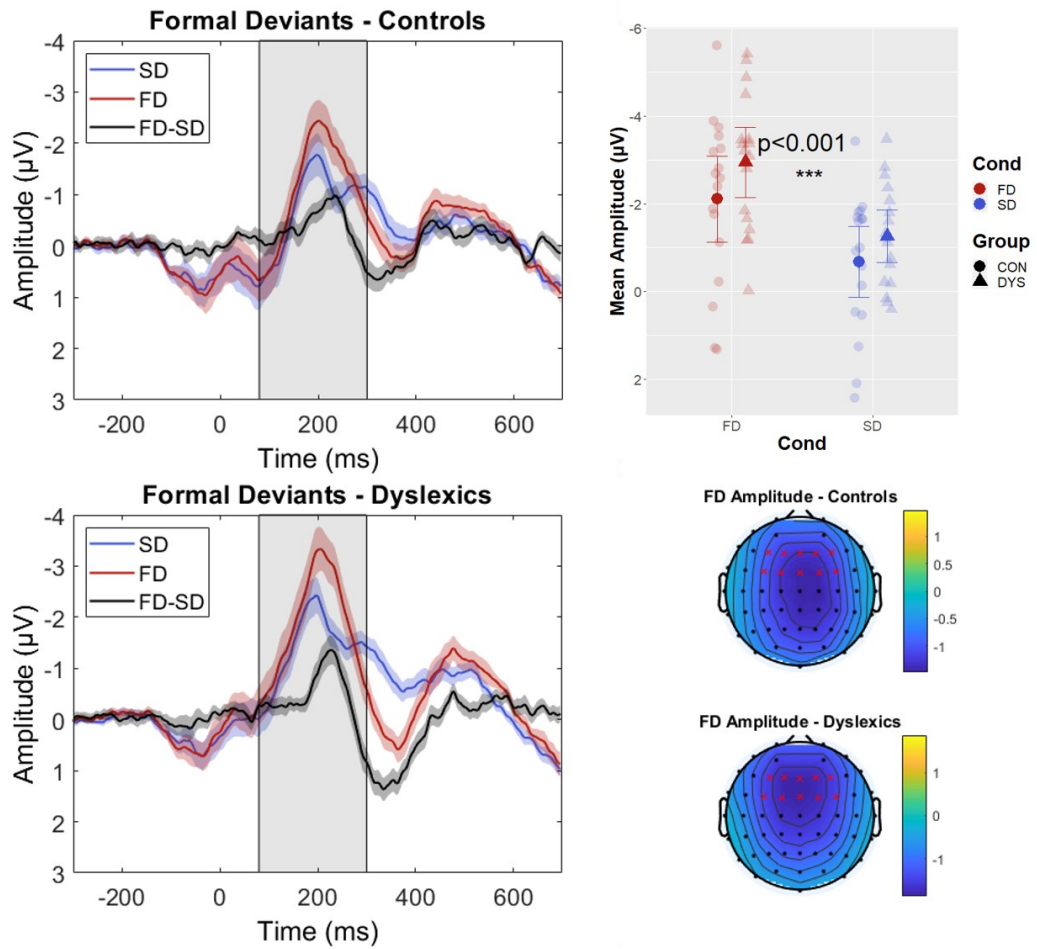 Formal Deviants - Controls
-4
-3
-2
-1
0
1
2
3
Amplitude (µV)
SD
FD
FD-SD
-200
0
200
400
600
Time (ms)
-6
-4
-2
0
2
Mean Amplitude (µV)
p<0.001
***
FD
SD
Cond
Cond
FD
SD
Group
CON
DYS
Formal Deviants - Dyslexics
-4
-3
-2
-1
0
1
2
3
Amplitude (µV)
SD
FD
FD-SD
-200
0
200
400
600
Time (ms)
FD Amplitude - Controls
1
0.5
0
-0.5
-1
FD Amplitude - Dyslexics
1
0
-1